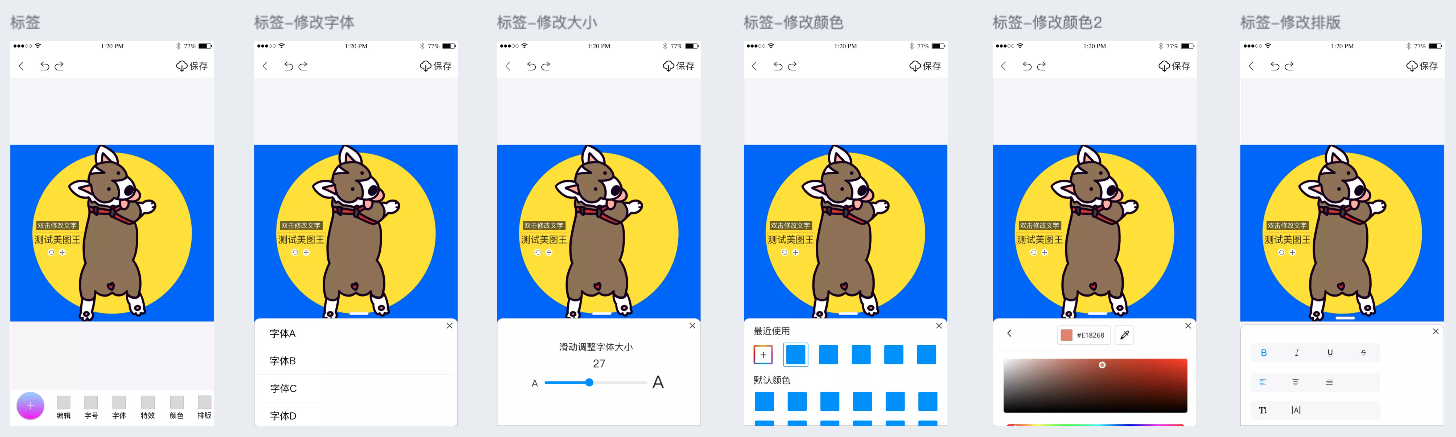 标签
1:20 PM
77%
保存
双击修改文字
测试美图王
编辑
字号
字体
特效
颜色
排版
标签-修改字体
1:20 PM
77%
保存
双击修改文字
测试美图王
字体A
字体B
字体C
字体D
标签-修改大小
1:20 PM
77%
保存
双击修改文字
测试美图王
滑动调整字体大小
27
A
A
标签-修改颜色
1:20 PM
77%
保存
双击修改文字
测试美图王
最近使用
默认颜色
标签-修改颜色2
1:20 PM
77%
保存
双击修改文字
测试美图王
#E18268
标签-修改排版
1:20 PM
77%
保存
双击修改文字
测试美图王
B I U S
TI |A|